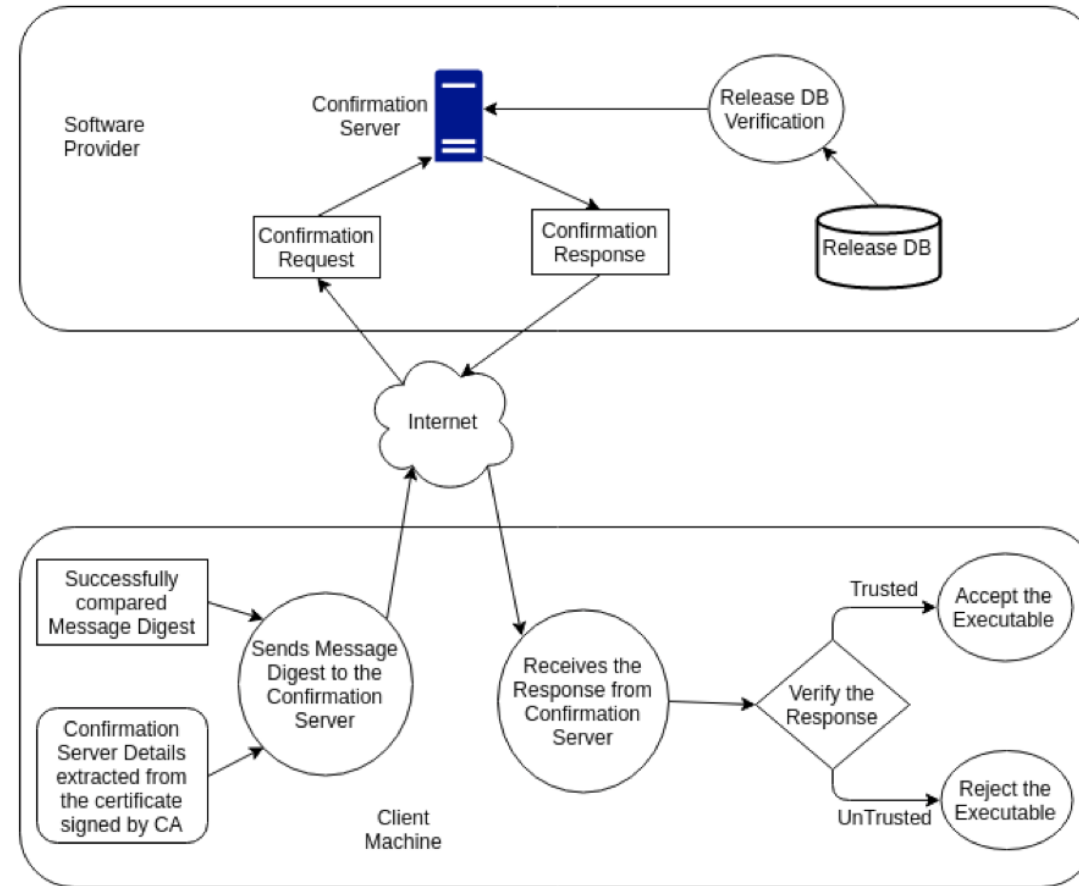 Confirmation
Server
Release DB
Verification
Software
Provider
Confirmation
Request
Confirmation
Response
Release DB
Internet
Successfully
compared
Message Digest
Sends Message
Digest to the
Confirmation
Server
Confirmation
Server Details
extracted from
the certificate
signed by CA
Client
Machine
Receives the
Response from
Confirmation
Server
Verify the
Response
Trusted
Accept the
Executable
UnTrusted
Reject the
Executable